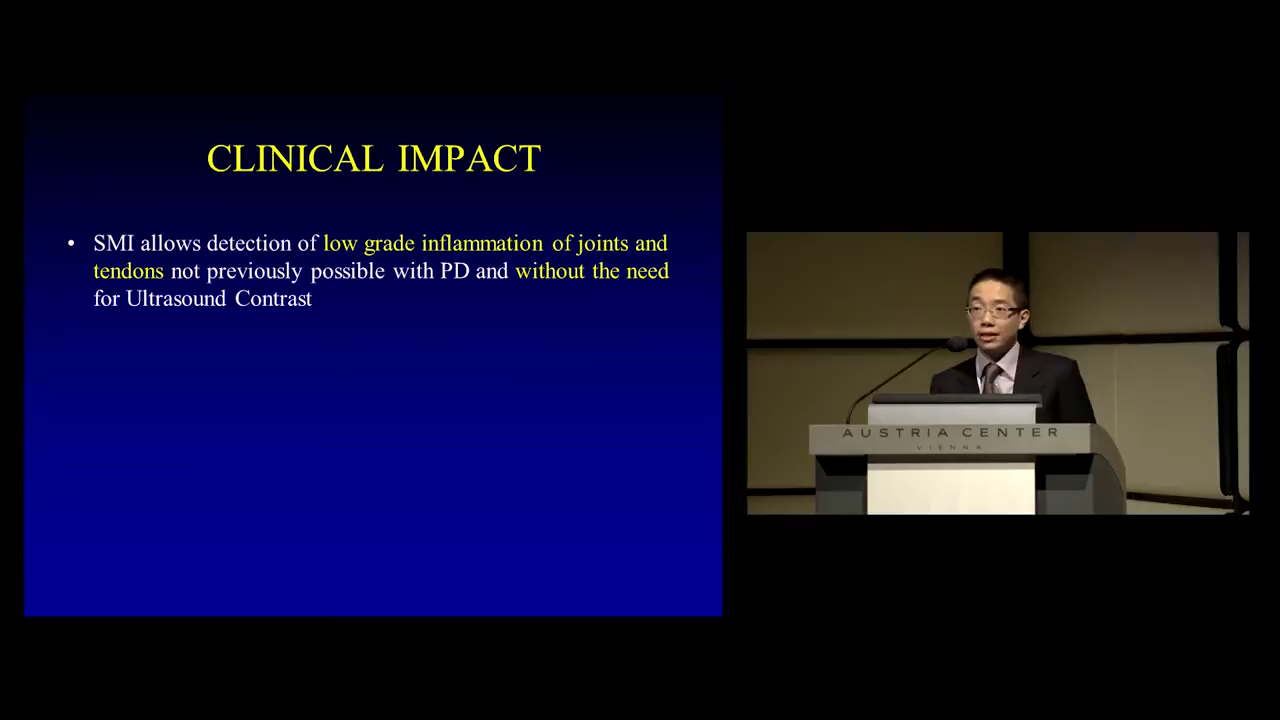 CLINICAL IMPACT
• SMI allows detection of low grade inflammation of joints and
tendons not previously possible with PD and without the need
for Ultrasound Contrast
AUSTRIA CENTER
VIENNA